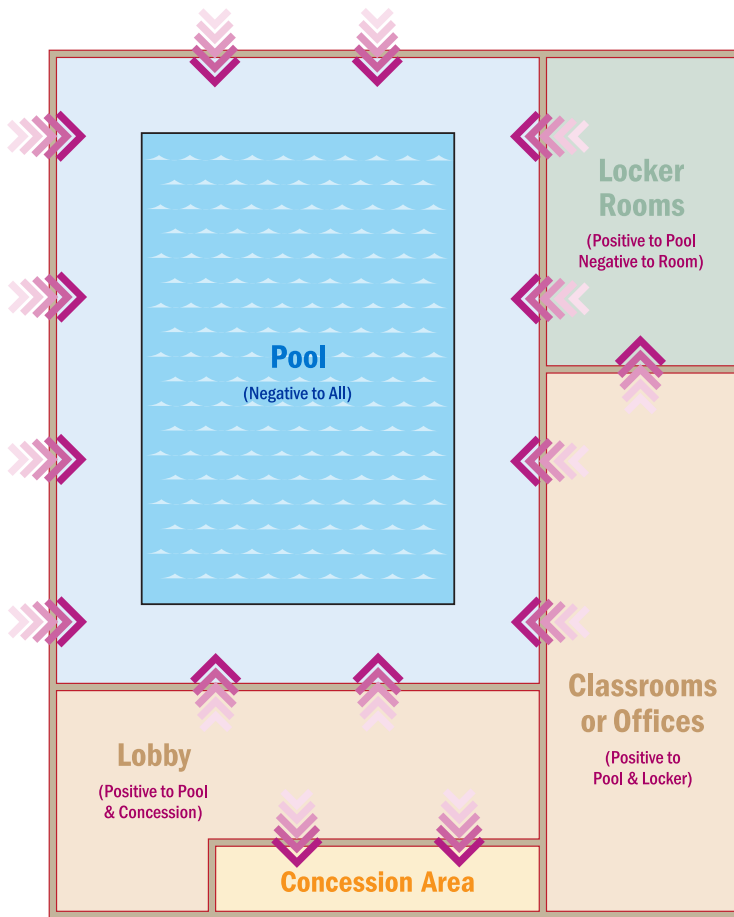 Locker
Rooms
(Positive to Pool
Negative to Room)
Pool
(Negative to All)
Classrooms
or Offices
(Positive to
Pool & Locker)
Lobby
(Positive to Pool
& Concession)
Concession Area